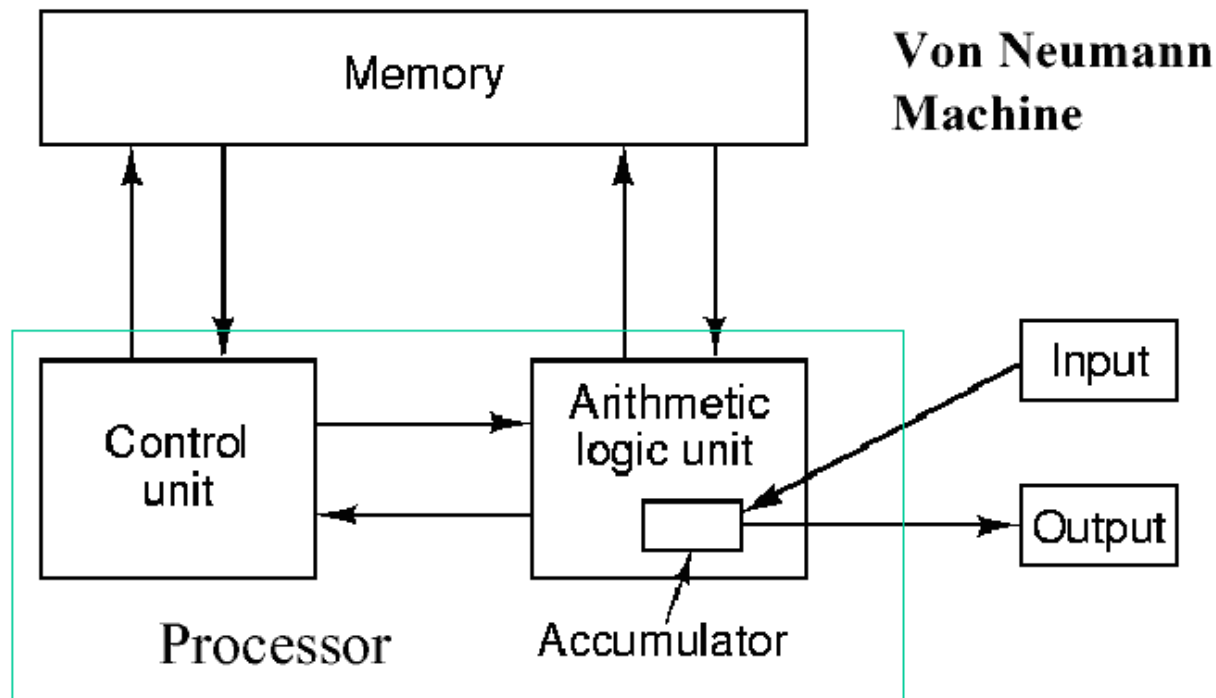 Memory
Von Neumann
Machine
Control
unit
Arithmetic
logic unit
Input
Output
Processor
Accumulator